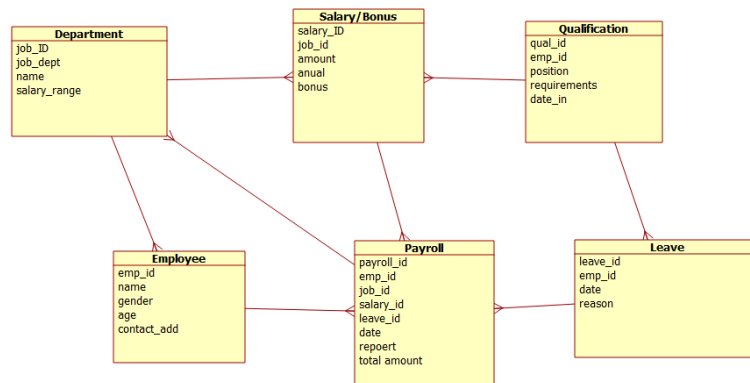 Department
job_ID
job_dept
name
salary_range
Salary/Bonus
salary_ID
job_id
amount
anual
bonus
Qualification
qual_id
emp_id
position
requirements
date_in
Employee
emp_id
name
gender
age
contact_add
Payroll
payroll_id
emp_id
job_id
salary_id
leave_id
date
repoert
total amount
Leave
leave_id
emp_id
date
reason